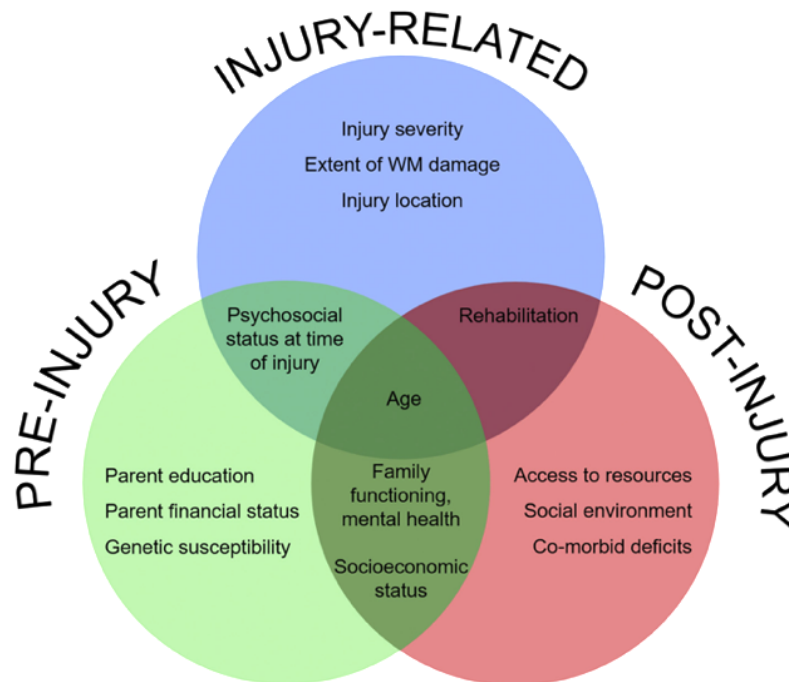 INJURY-RELATED
Injury severity
Extent of WM damage
Injury location
PRE-INJURY
POST-INJURY
Psychosocial
status at time
of injury
Rehabilitation
Age
Parent education
Parent financial status
Genetic susceptibility
Family
functioning,
mental health
Socioeconomic
status
Access to resources
Social environment
Co-morbid deficits